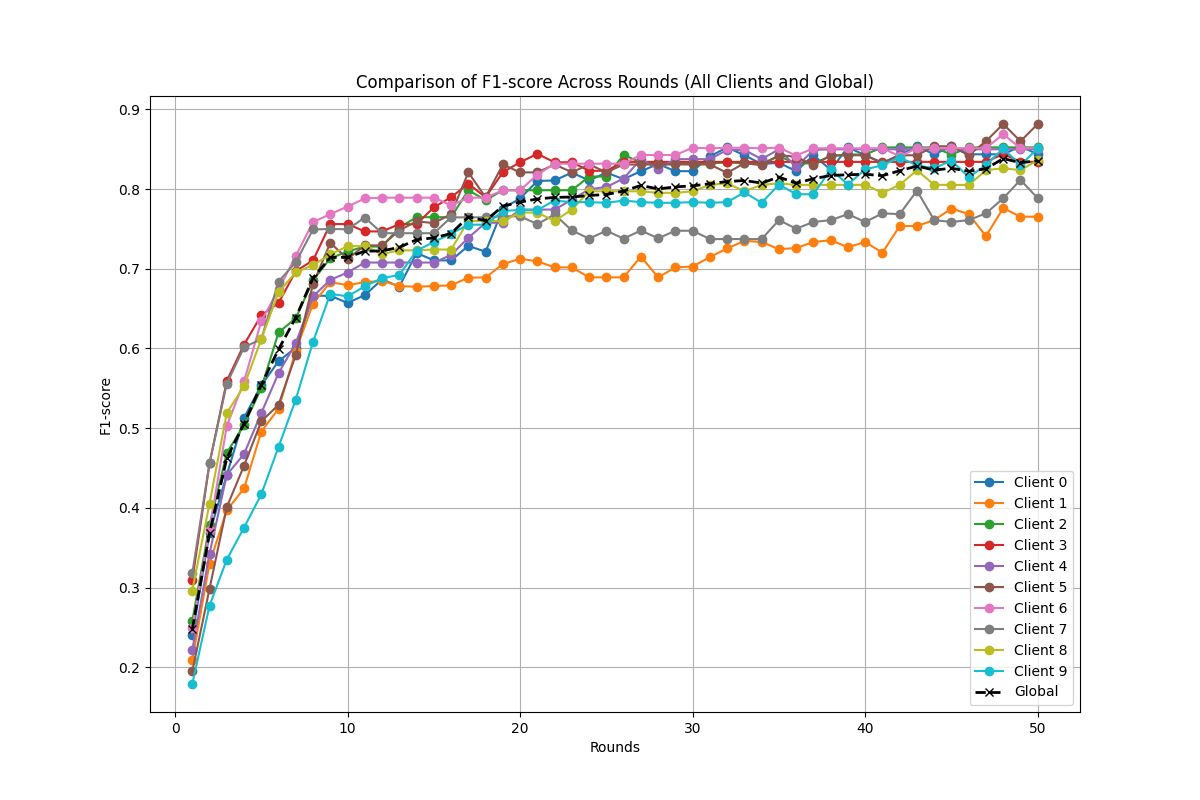 Comparison of F1-score Across Rounds (All Clients and Global)
0.9
0.8
0.7
0.6
0.5
0.4
0.3
0.2
F1-score
0
10
20
30
40
50
Rounds
Client 0
Client 1
Client 2
Client 3
Client 4
Client 5
Client 6
Client 7
Client 8
Client 9
Global